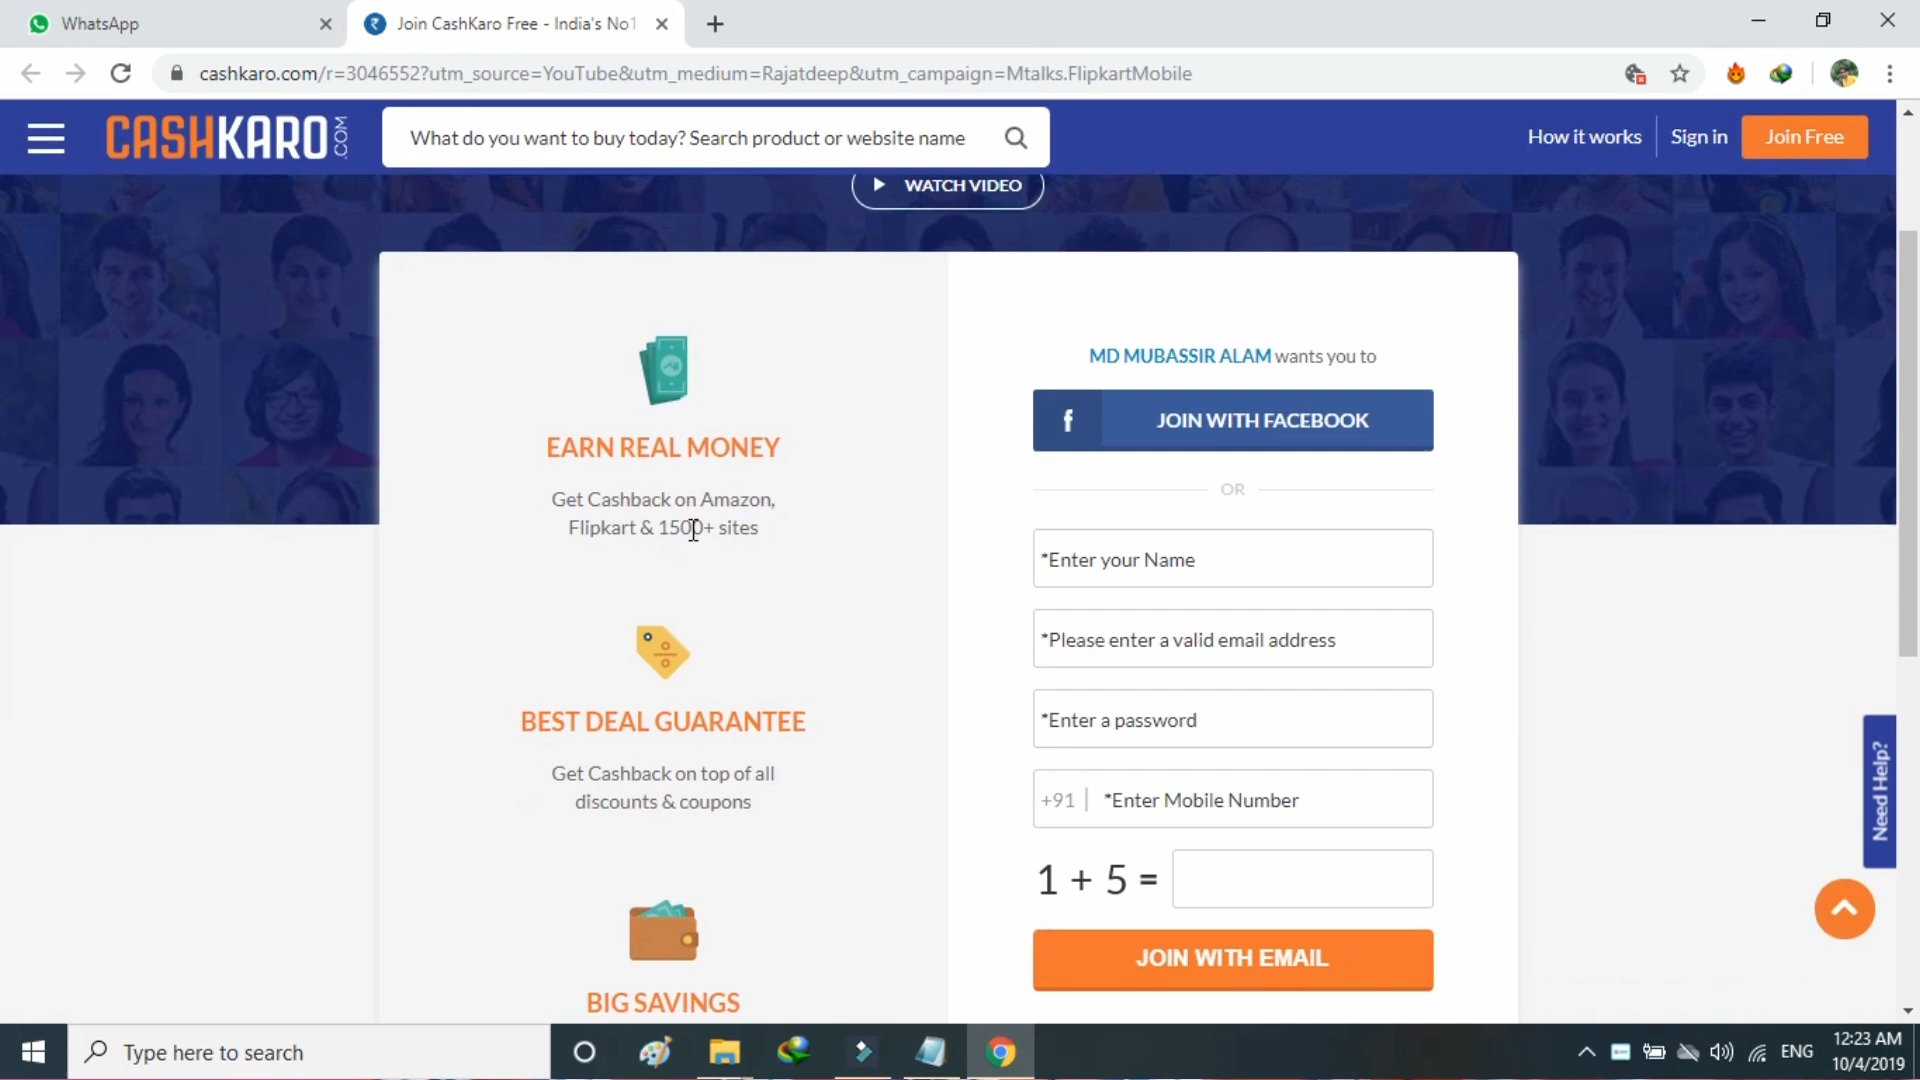 WhatsApp
Join CashKaro Free - India's No1
cashkaro.com/r=3046552?utm_source=YouTube&utm_medium=Rajatdeep&utm_campaign=Mtalks.FlipkartMobile
CASHKARO.COM
What do you want to buy today? Search product or website name
How it works
Sign in
Join Free
WATCH VIDEO
EARN REAL MONEY
Get Cashback on Amazon,
Flipkart & 1500+ sites
BEST DEAL GUARANTEE
Get Cashback on top of all
discounts & coupons
BIG SAVINGS
MD MUBASSIR ALAM wants you to
f JOIN WITH FACEBOOK
OR
*Enter your Name
*Please enter a valid email address
*Enter a password
+91 *Enter Mobile Number
1 + 5 =
JOIN WITH EMAIL
Need Help?
Type here to search
ENG
12:23 AM
10/4/2019